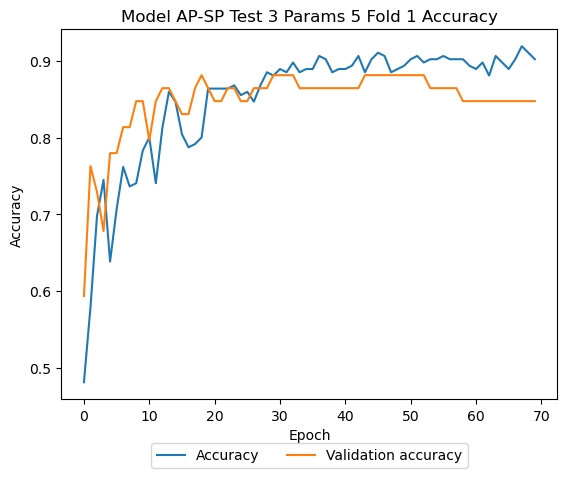 Model AP-SP Test 3 Params 5 Fold 1 Accuracy
0.9
0.8
0.7
0.6
0.5
Accuracy
0 10 20 30 40 50 60 70
Epoch
Accuracy Validation accuracy